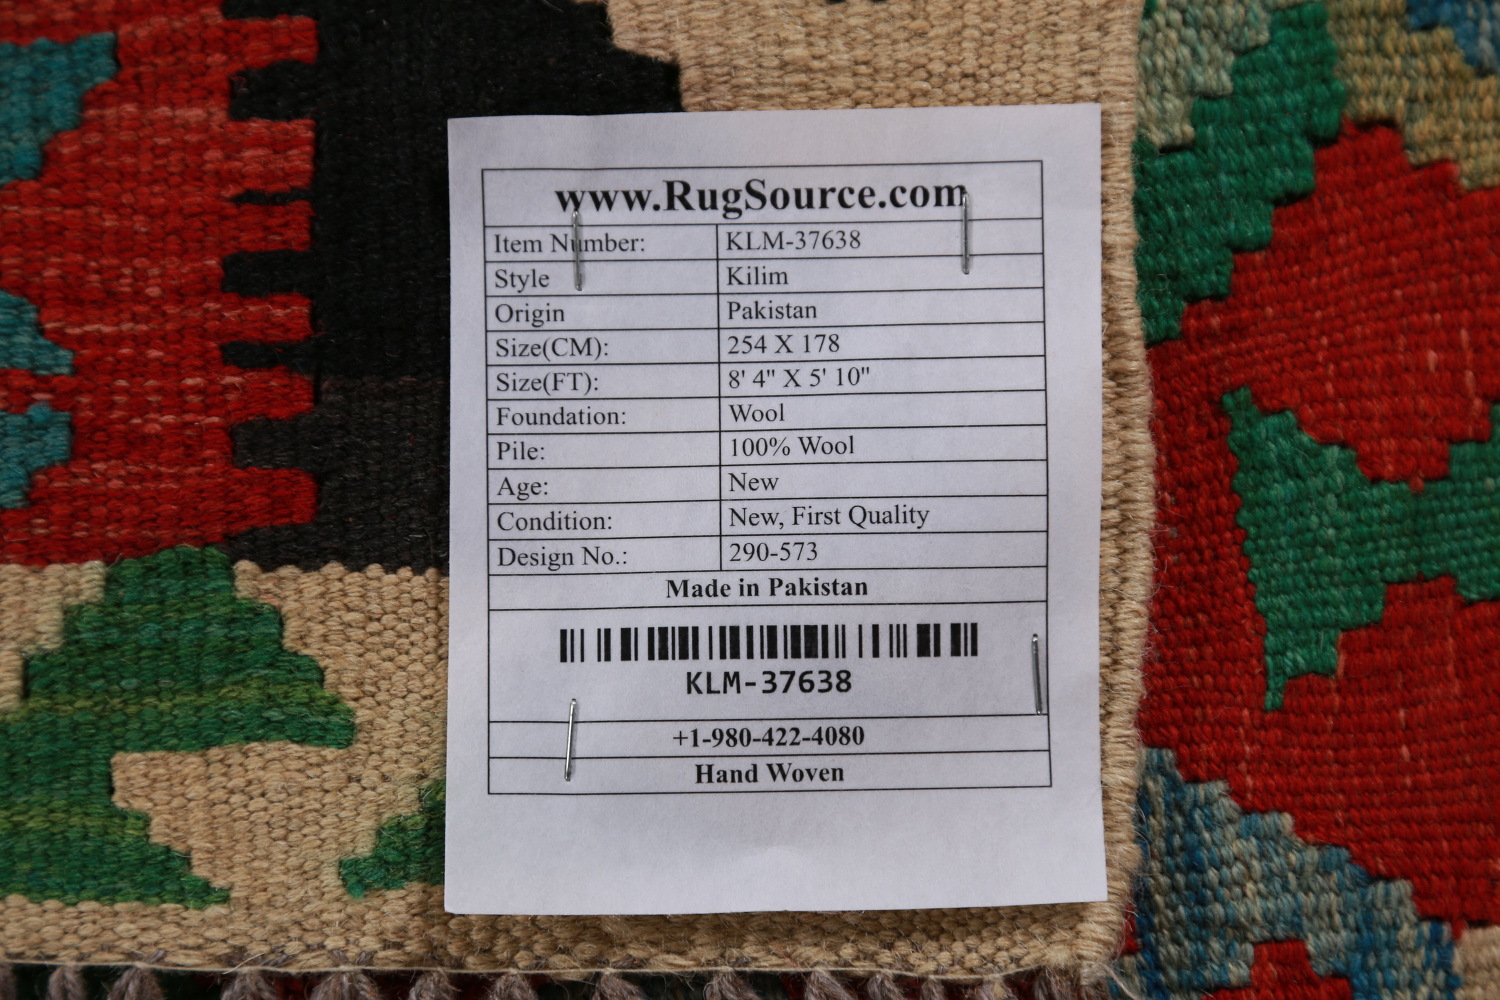 www.RugSource.com
Item Number: KLM-37638
Style Kilim
Origin Pakistan
Size(CM): 254 X 178
Size(FT): 8' 4" X 5' 10"
Foundation: Wool
Pile: 100% Wool
Age: New
Condition: New, First Quality
Design No.: 290-573
Made in Pakistan
KLM-37638
+1-980-422-4080
Hand Woven